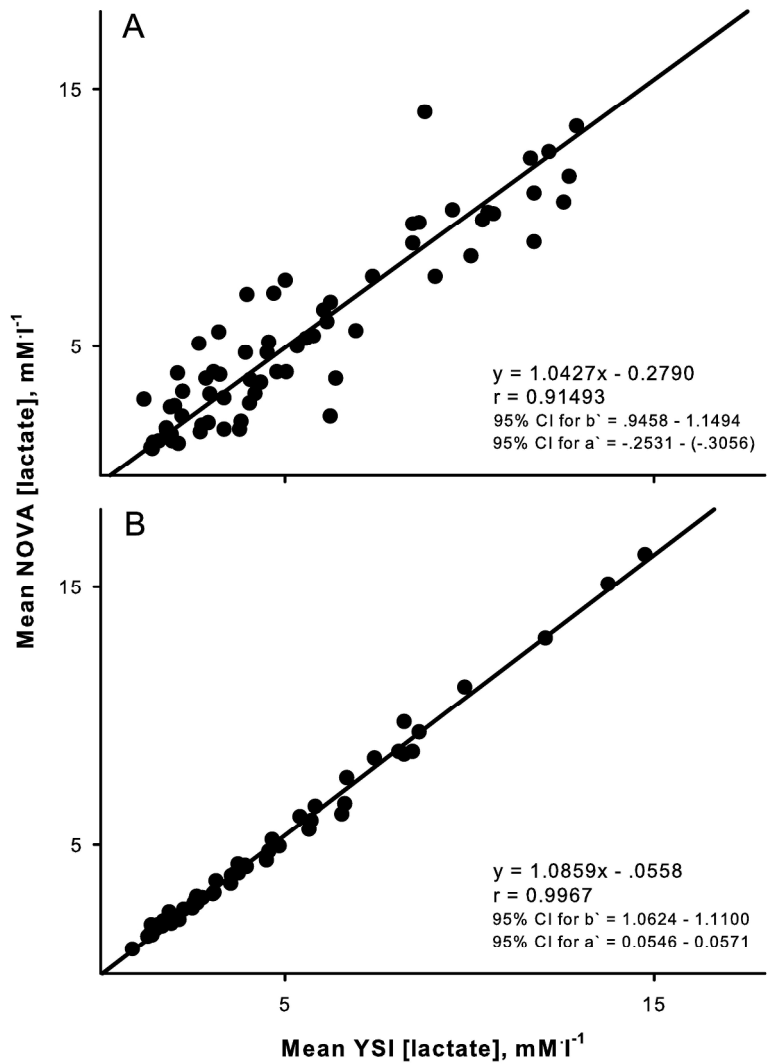 A
15
5
y = 1.0427x - 0.2790
r = 0.91493
95% CI for b` = .9458 - 1.1494
95% CI for a` = -.2531 - (-.3056)
Mean NOVA [lactate], mM·l-1
B
15
5
y = 1.0859x - .0558
r = 0.9967
95% CI for b` = 1.0624 - 1.1100
95% CI for a` = 0.0546 - 0.0571
5
15
Mean YSI [lactate], mM·l-1